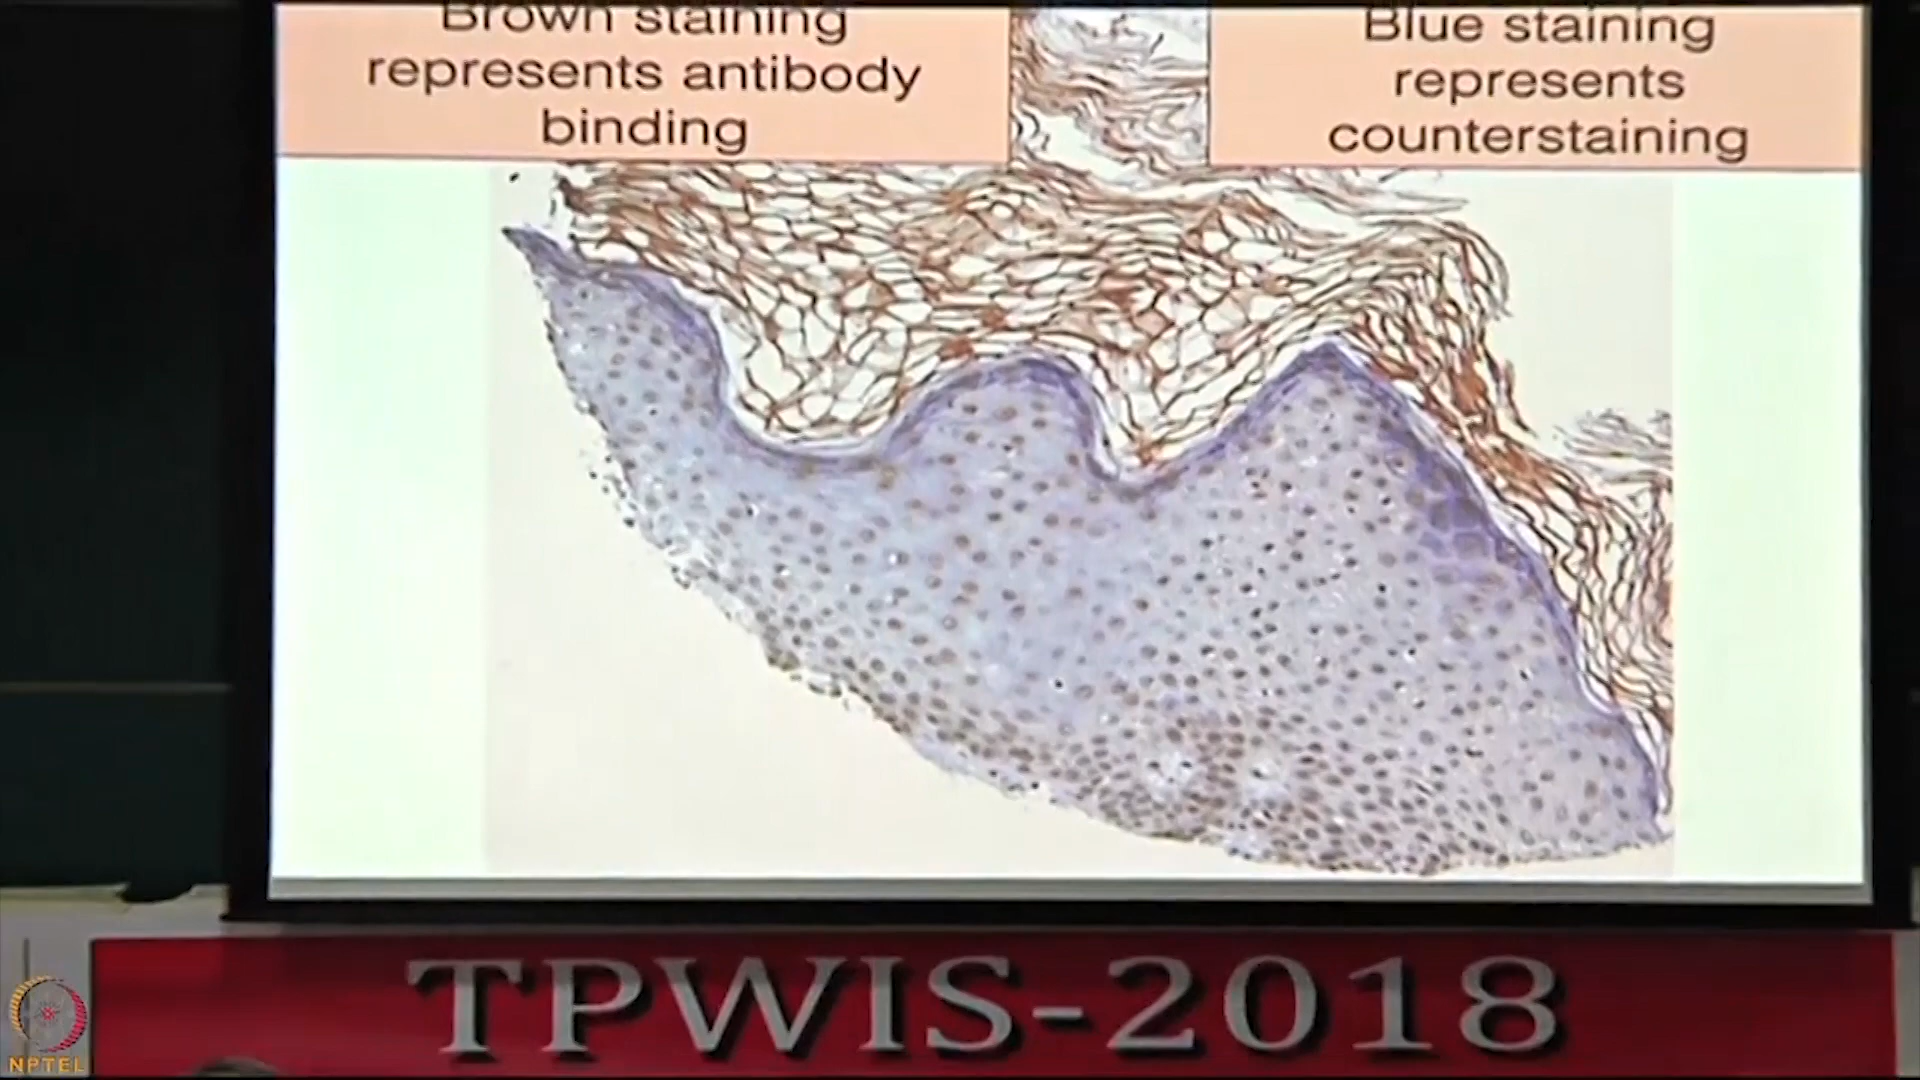 Brown staining
represents antibody
binding
Blue staining
represents
counterstaining
TPWIS-2018
NPTEL